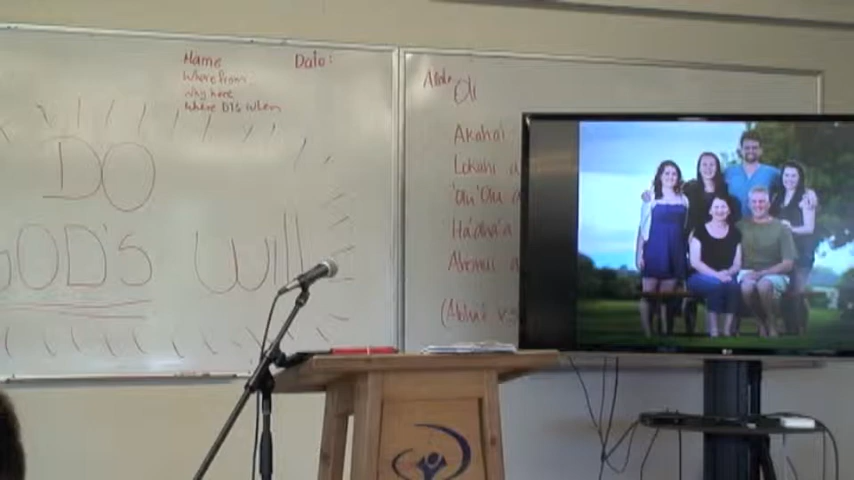 Name Date:
Where from
Why here
Where DTS when
DO
GOD'S Will
Aloha
Oli
Akahai
Lokahi a
'Olu'Olu a
Ha'aha'a
Ahonui a